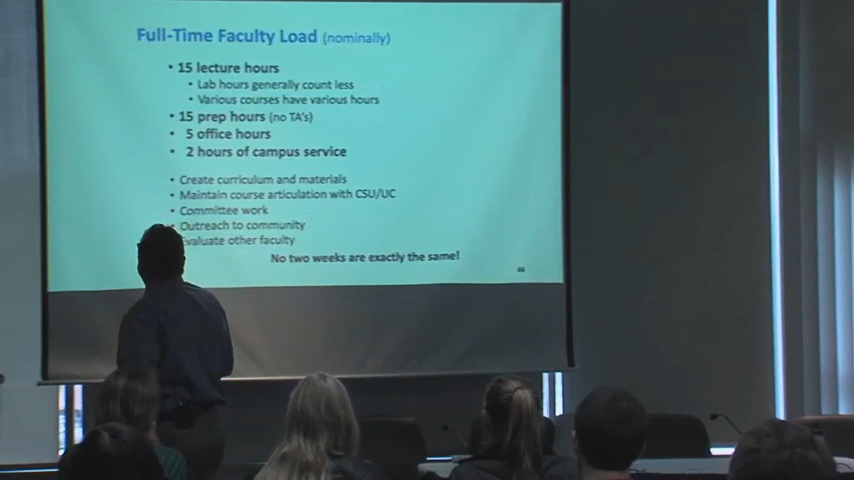 Full-Time Faculty Load (nominally)
• 15 lecture hours
• Lab hours generally count less
• Various courses have various hours
• 15 prep hours (no TA's)
• 5 office hours
• 2 hours of campus service
• Create curriculum and materials
• Maintain course articulation with CSU/UC
• Committee work
Outreach to community
Evaluate other faculty
No two weeks are exactly the same!